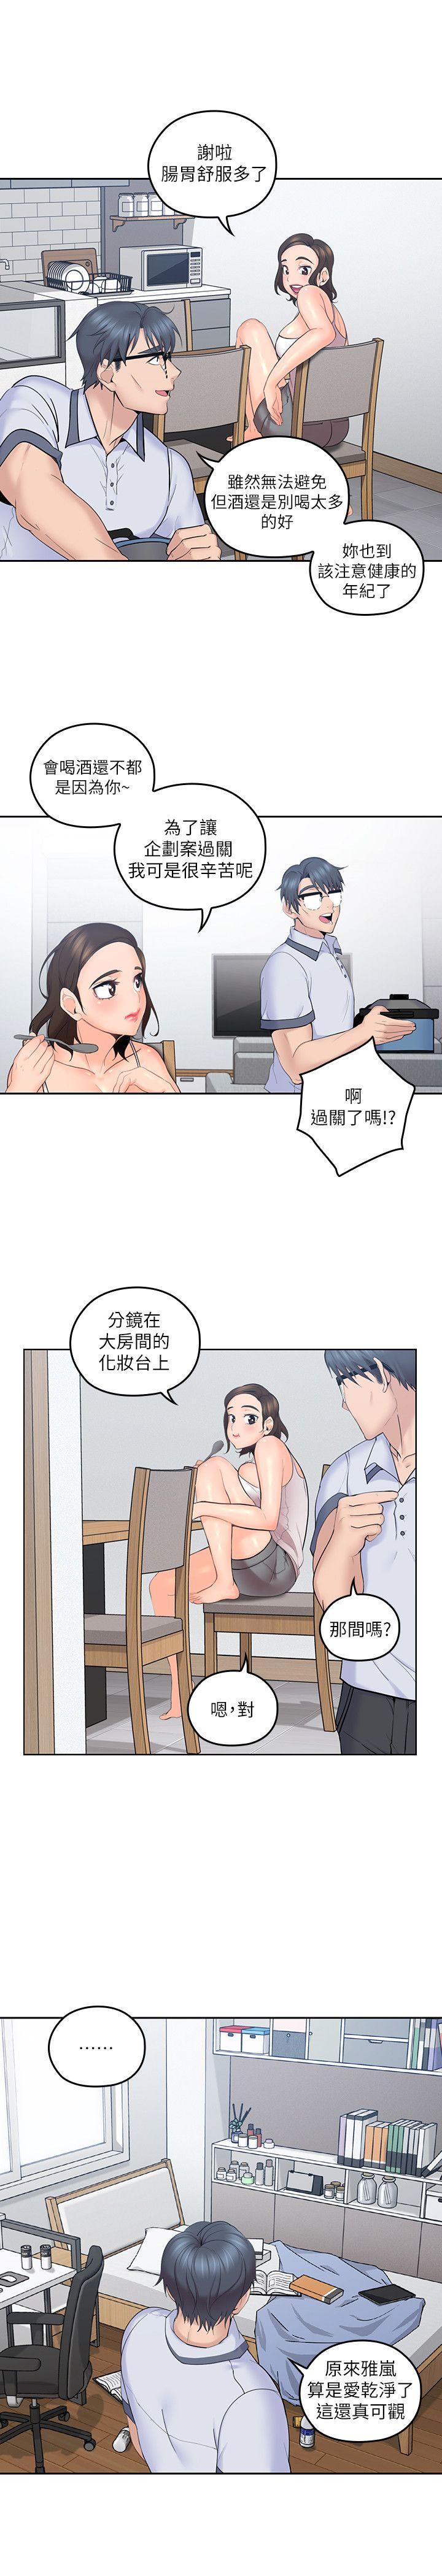 謝啦
腸胃舒服多了
雖然無法避免
但酒還是別喝太多
的好
妳也到
該注意健康的
年紀了
會喝酒還不都
是因為你~
為了讓
企劃案過關
我可是很辛苦呢
啊
過關了嗎!?
分鏡在
大房間的
化妝台上
那間嗎?
嗯，對
……
原來雅嵐
算是愛乾淨了
這還真可觀